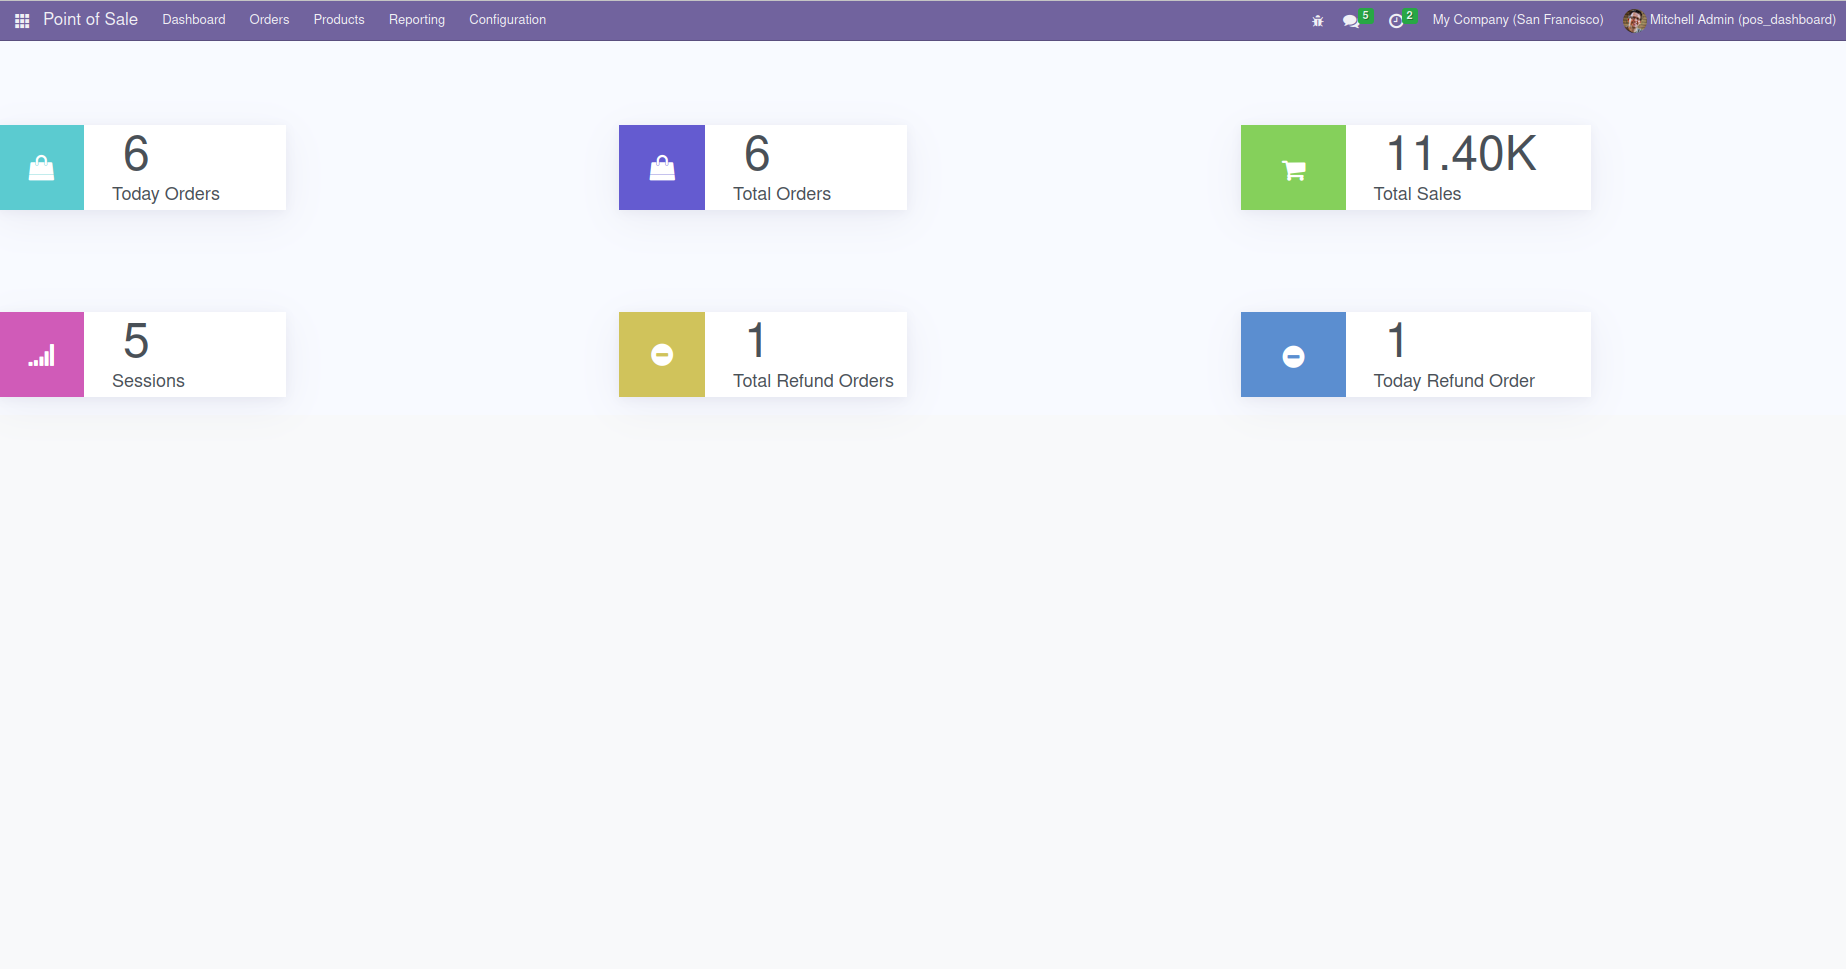 Point of Sale Dashboard Orders Products Reporting Configuration 5 2 My Company (San Francisco) Mitchell Admin (pos_dashboard)
6 6 11.40K
Today Orders Total Orders Total Sales
5 1 1
Sessions Total Refund Orders Today Refund Order